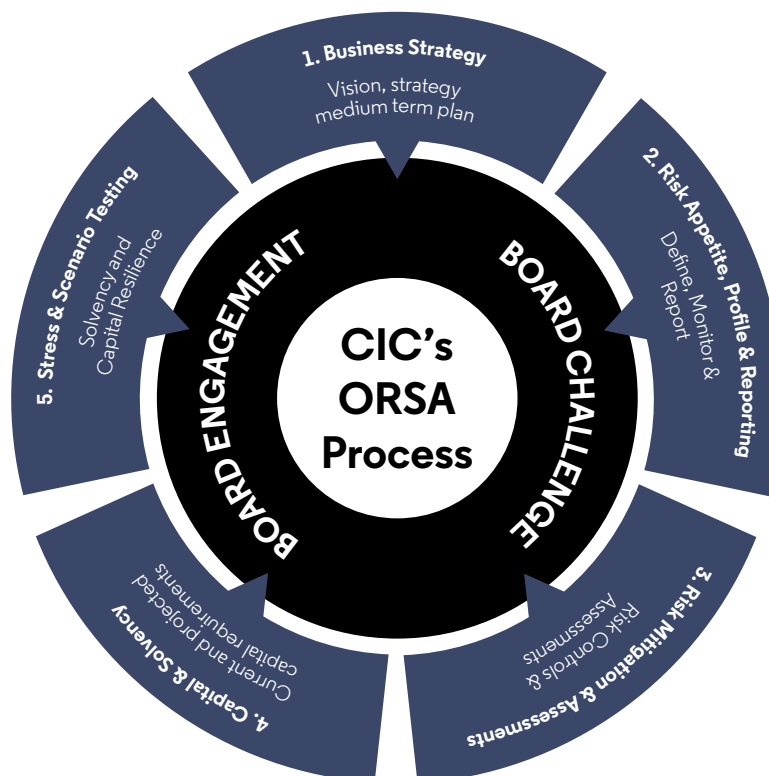 1. Business Strategy
Vision, strategy
medium term plan
2. Risk Appetite, Profile & Reporting
Define, Monitor &
Report
3. Risk Mitigation & Assessments
Risk Controls &
Assessments
4. Capital & Solvency
Current and projected
capital requirements
5. Stress & Scenario Testing
Solvency and
Capital Resilience
BOARD ENGAGEMENT
BOARD CHALLENGE
CIC's
ORSA
Process